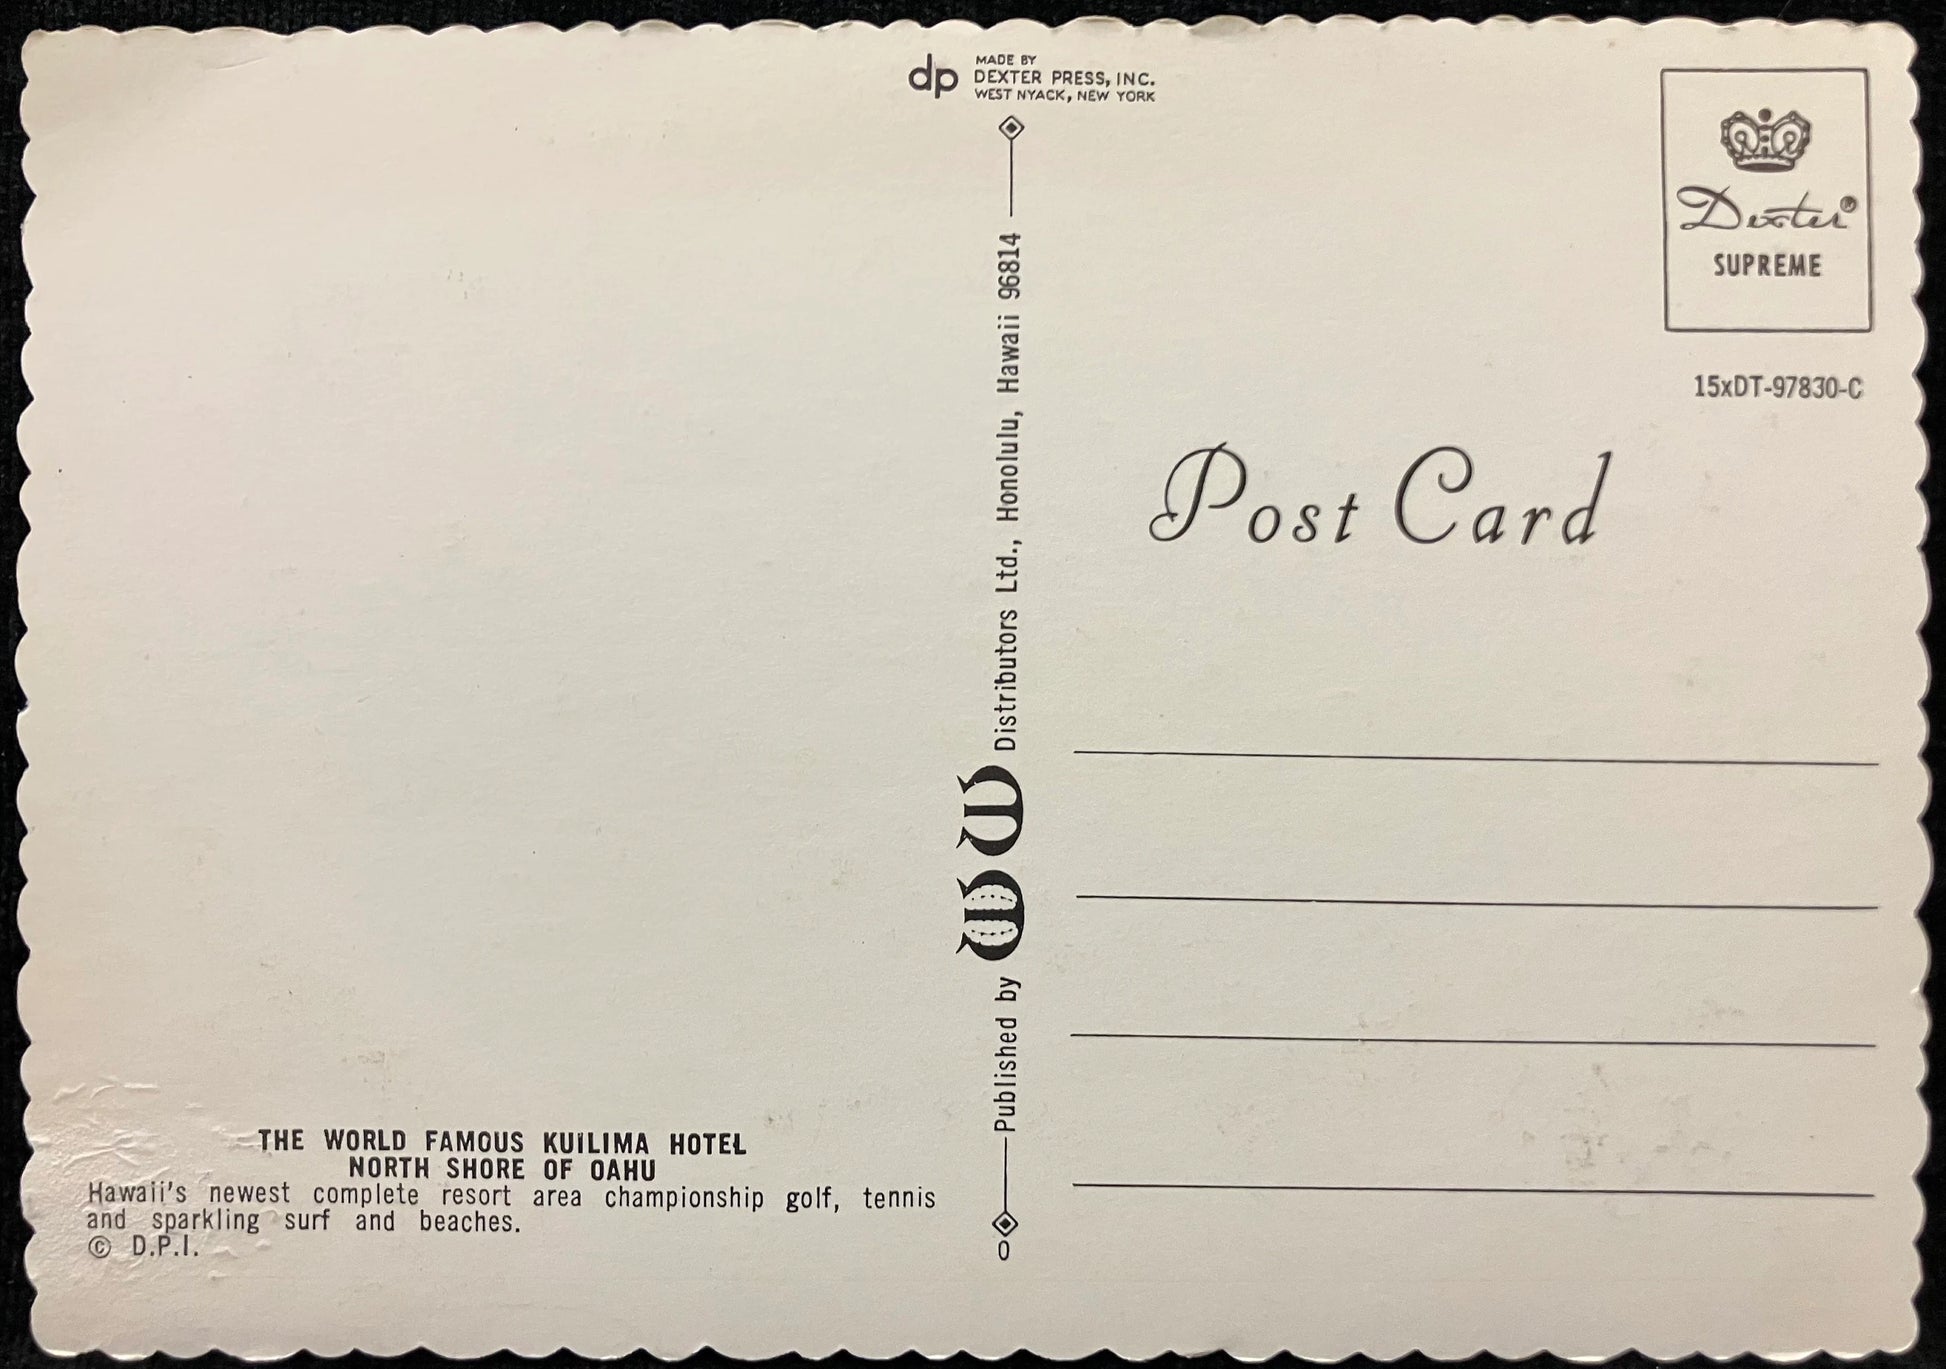 dp
MADE BY
DEXTER PRESS, INC.
WEST NYACK, NEW YORK
Dexter®
SUPREME
15xDT-97830-C
Post Card
Published by WW Distributors Ltd., Honolulu, Hawaii 96814
0
THE WORLD FAMOUS KUILIMA HOTEL
NORTH SHORE OF OAHU
Hawaii's newest complete resort area championship golf, tennis
and sparkling surf and beaches.
© D.P.I.